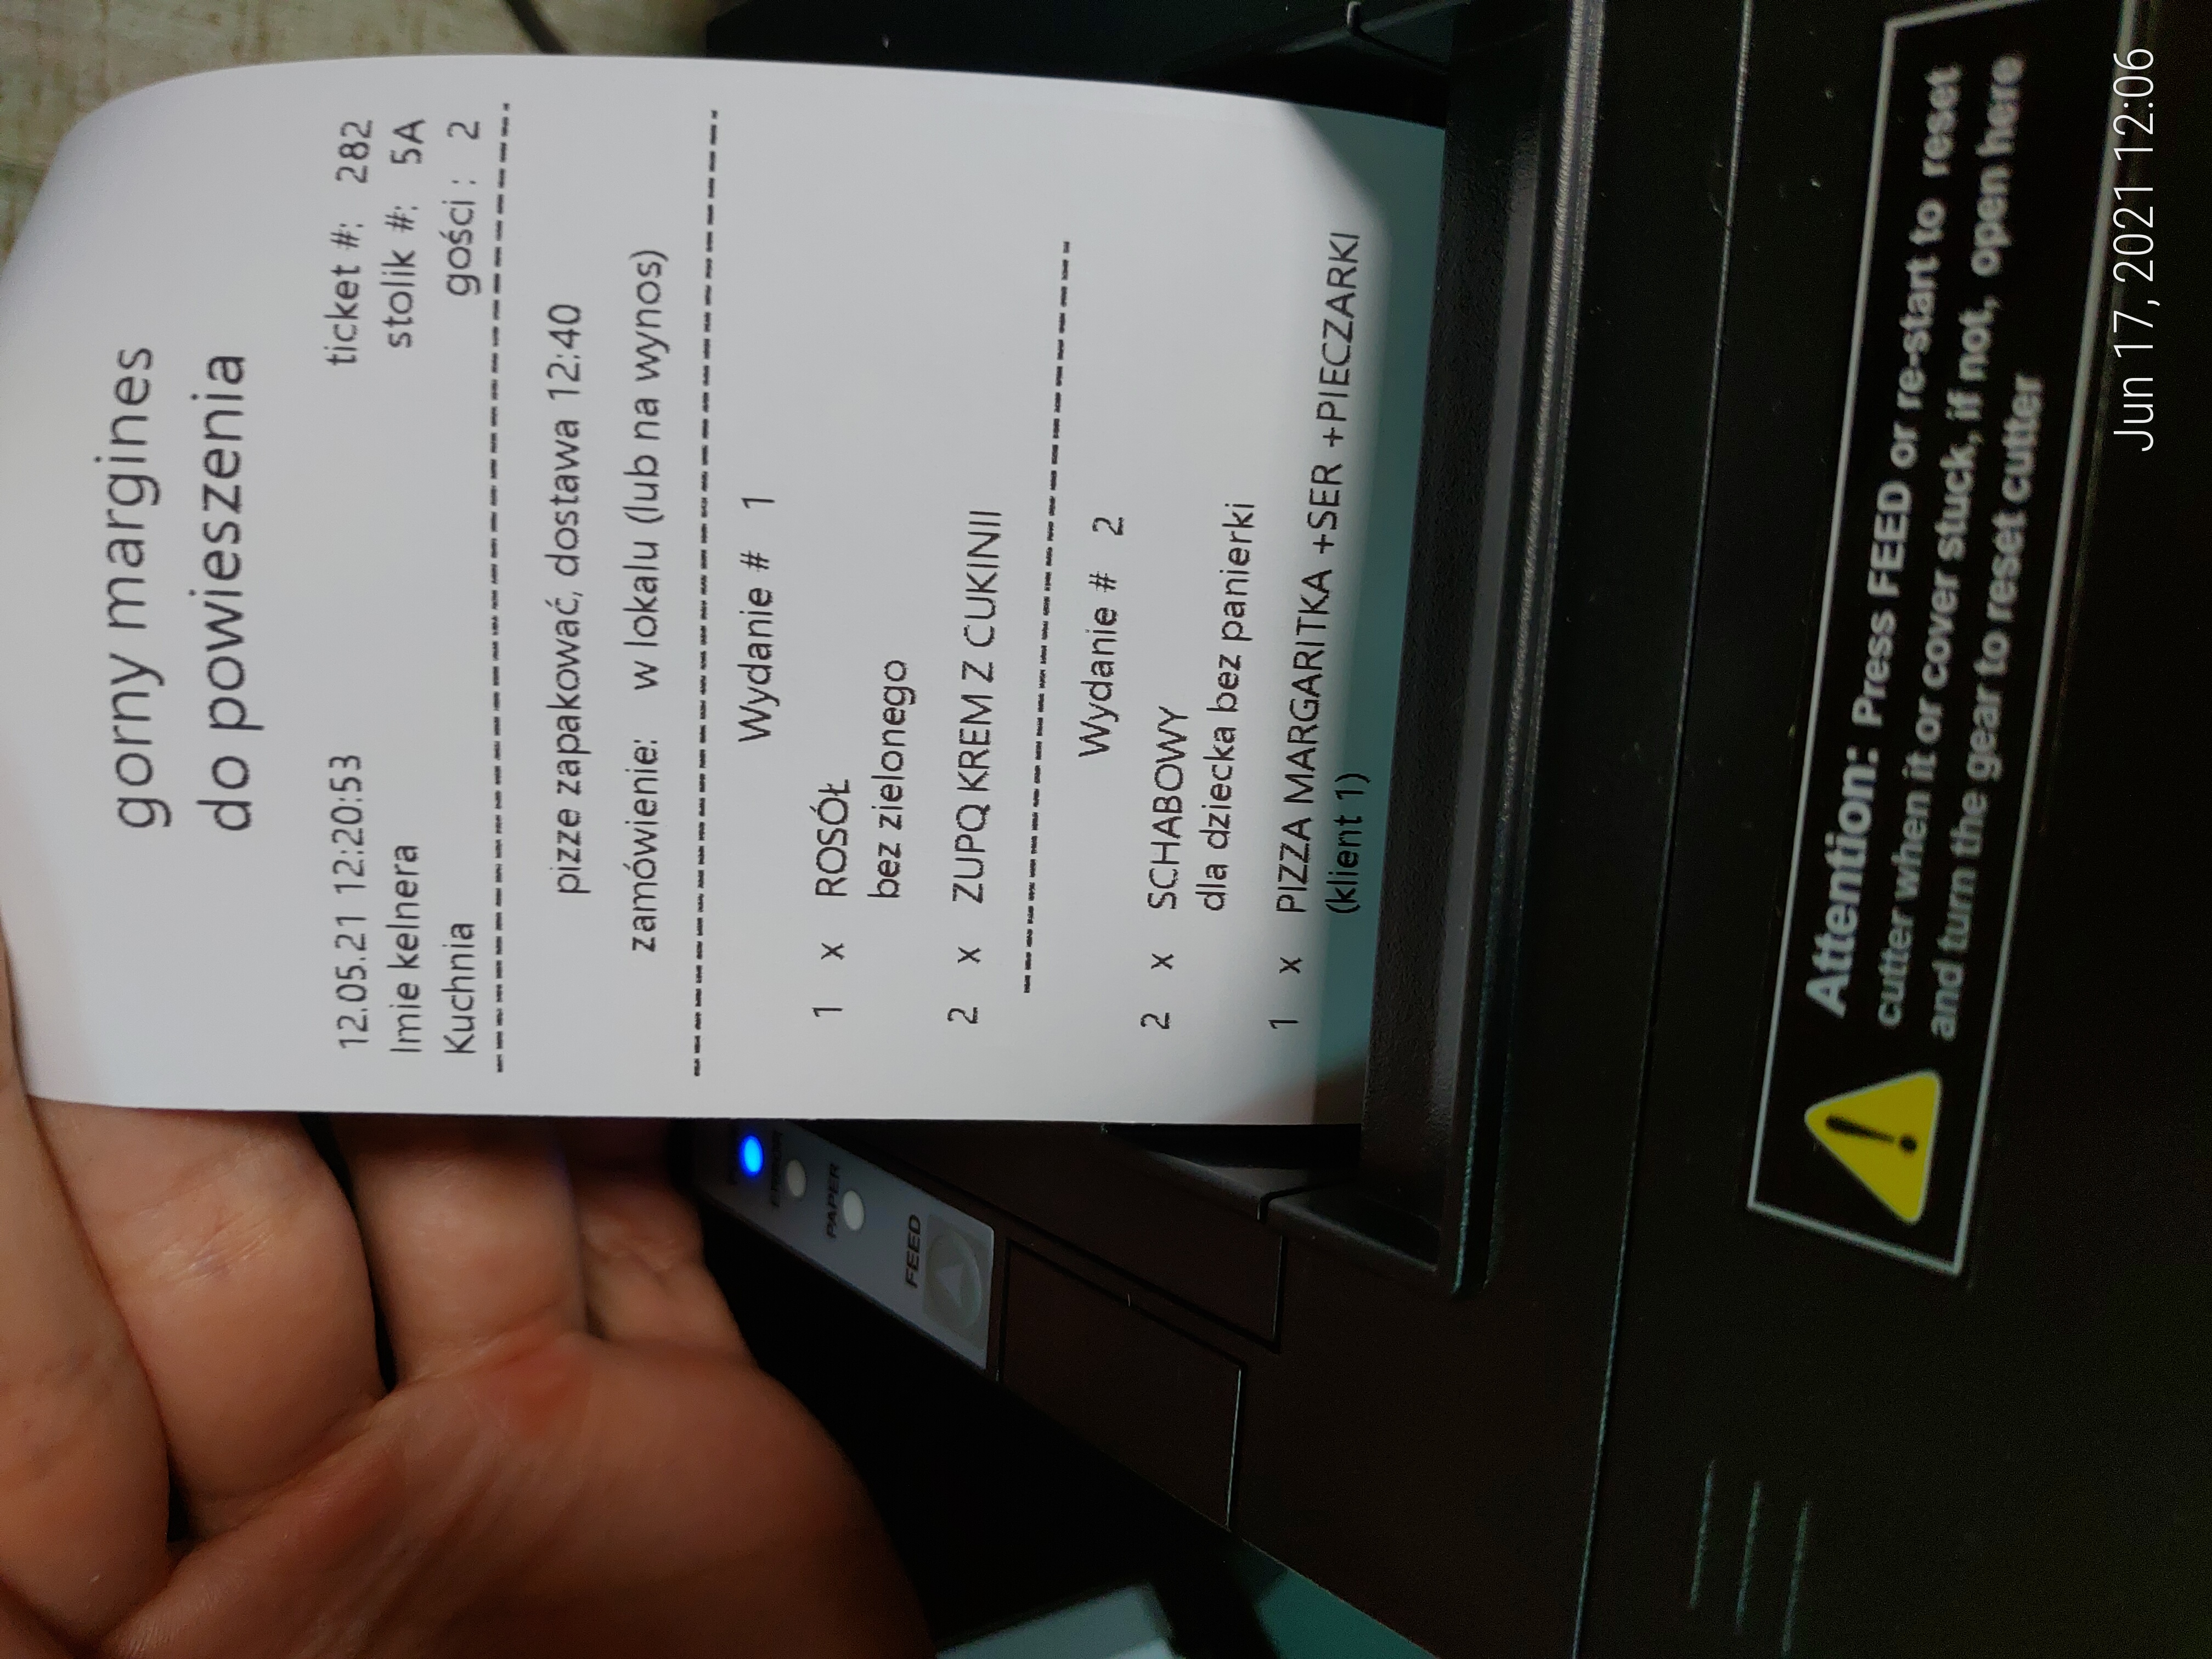 gorny margines
do powieszenia
12.05.21 12:20:53 ticket #: 282
Imie kelnera stolik #: 5A
Kuchnia gości : 2
pizze zapakować, dostawa 12:40
zamówienie: w lokalu (lub na wynos)
Wydanie # 1
1 x ROSÓŁ
bez zielonego
2 x ZUPQ KREM Z CUKINII
Wydanie # 2
2 x SCHABOWY
dla dziecka bez panierki
1 x PIZZA MARGARITKA +SER +PIECZARKI
(klient 1)
ERROR
PAPER
FEED
Attention: Press FEED or re-start to reset
cutter when it or cover stuck, if not, open here
and turn the gear to reset cutter
Jun 17, 2021 12:06